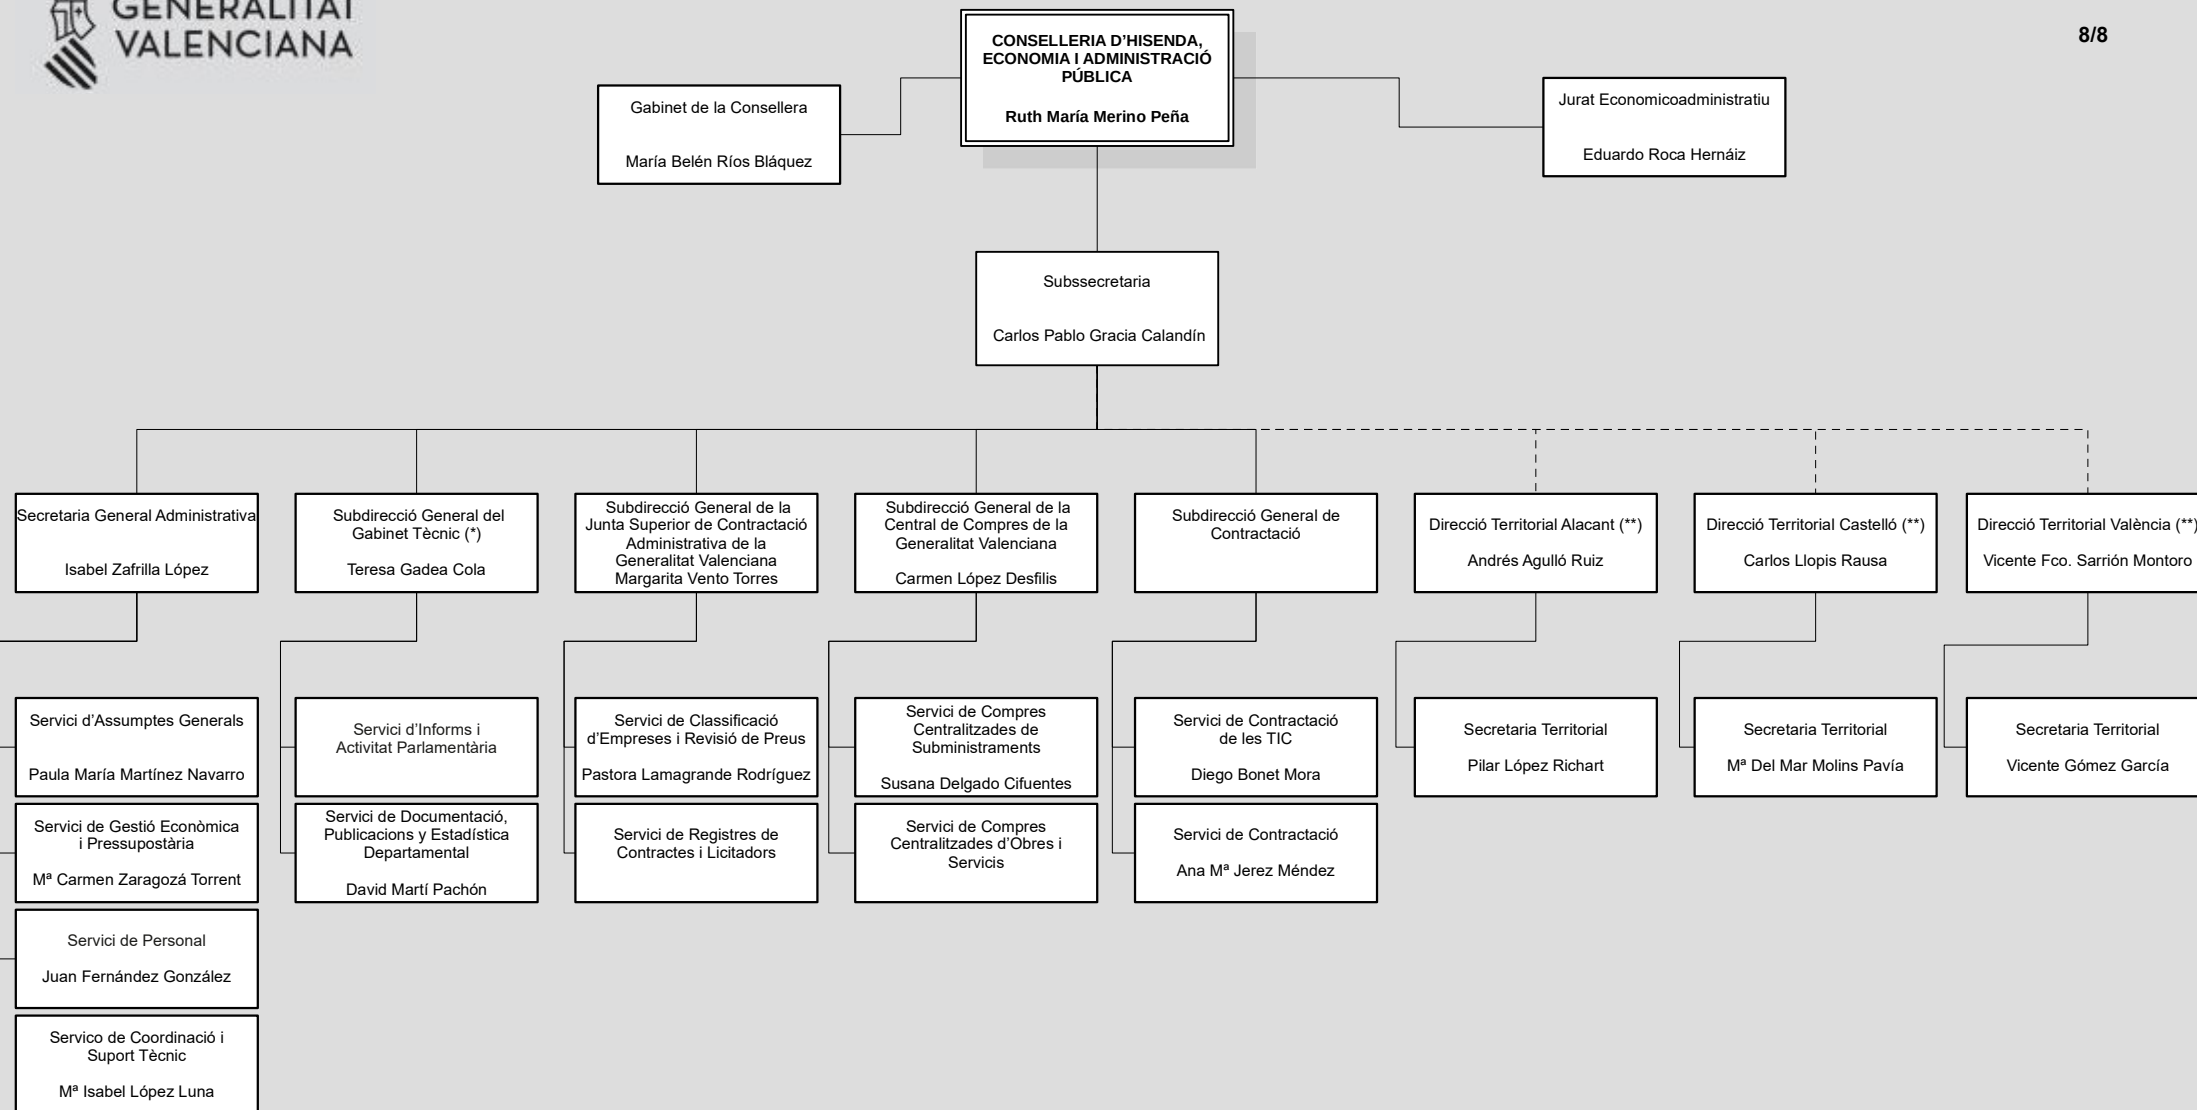 GENERALITAT
VALENCIANA
8/8
CONSELLERIA D'HISENDA,
ECONOMIA I ADMINISTRACIÓ
PÚBLICA
Ruth María Merino Peña
Gabinet de la Consellera
María Belén Ríos Bláquez
Jurat Economicoadministratiu
Eduardo Roca Hernáiz
Subssecretaria
Carlos Pablo Gracia Calandín
Secretaria General Administrativa
Isabel Zafrilla López
Subdirecció General del
Gabinet Tècnic (*)
Teresa Gadea Cola
Subdirecció General de la
Junta Superior de Contractació
Administrativa de la
Generalitat Valenciana
Margarita Vento Torres
Subdirecció General de la
Central de Compres de la
Generalitat Valenciana
Carmen López Desfilis
Subdirecció General de
Contractació
Direcció Territorial Alacant (**)
Andrés Agulló Ruiz
Direcció Territorial Castelló (**)
Carlos Llopis Rausa
Direcció Territorial València (**)
Vicente Fco. Sarrión Montoro
Servici d'Assumptes Generals
Paula María Martínez Navarro
Servici d'Informs i
Activitat Parlamentària
Servici de Classificació
d'Empreses i Revisió de Preus
Pastora Lamagrande Rodríguez
Servici de Compres
Centralitzades de
Subministraments
Susana Delgado Cifuentes
Servici de Contractació
de les TIC
Diego Bonet Mora
Secretaria Territorial
Pilar López Richart
Secretaria Territorial
Mª Del Mar Molins Pavía
Secretaria Territorial
Vicente Gómez García
Servici de Gestió Econòmica
i Pressupostària
Mª Carmen Zaragozá Torrent
Servici de Documentació,
Publicacions y Estadística
Departamental
David Martí Pachón
Servici de Registres de
Contractes i Licitadors
Servici de Compres
Centralitzades d'Obres i
Servicis
Servici de Contractació
Ana Mª Jerez Méndez
Servici de Personal
Juan Fernández González
Servico de Coordinació i
Suport Tècnic
Mª Isabel López Luna